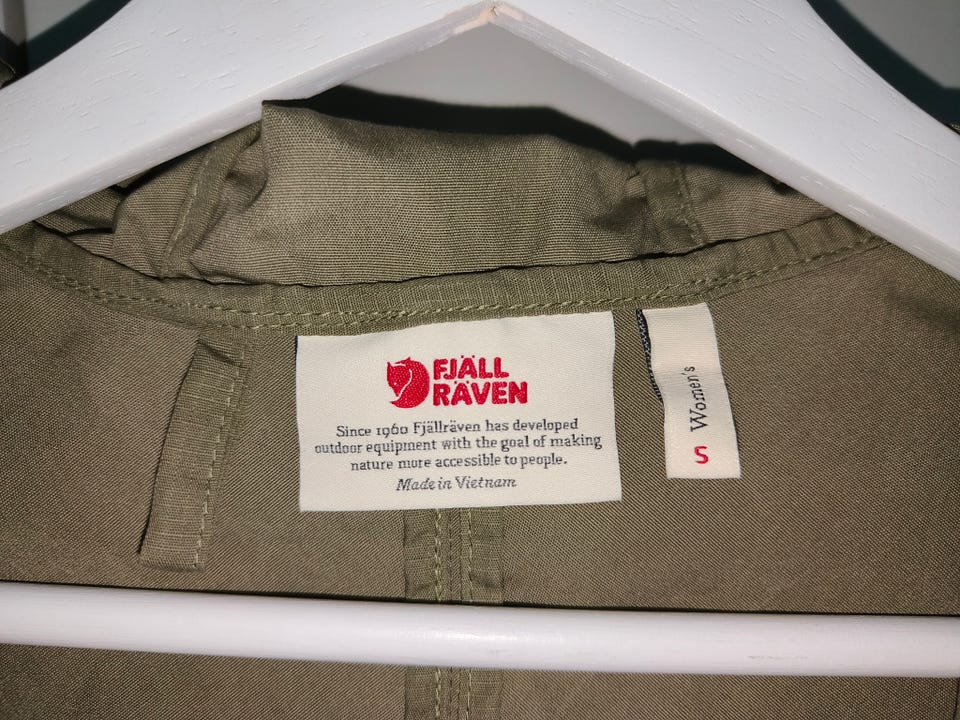 FJÄLL
RÄVEN
Since 1960 Fjällräven has developed
outdoor equipment with the goal of making
nature more accessible to people.
Made in Vietnam
Women's
S